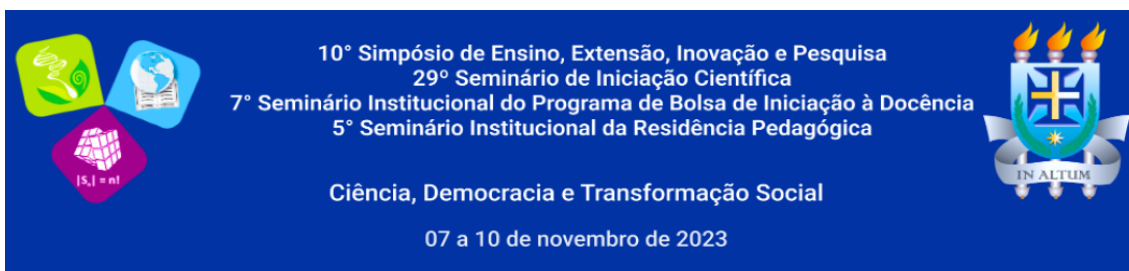 10° Simpósio de Ensino, Extensão, Inovação e Pesquisa
29º Seminário de Iniciação Científica
7° Seminário Institucional do Programa de Bolsa de Iniciação à Docência
5° Seminário Institucional da Residência Pedagógica
Ciência, Democracia e Transformação Social
07 a 10 de novembro de 2023
|Sₙ| = n!
IN ALTUM